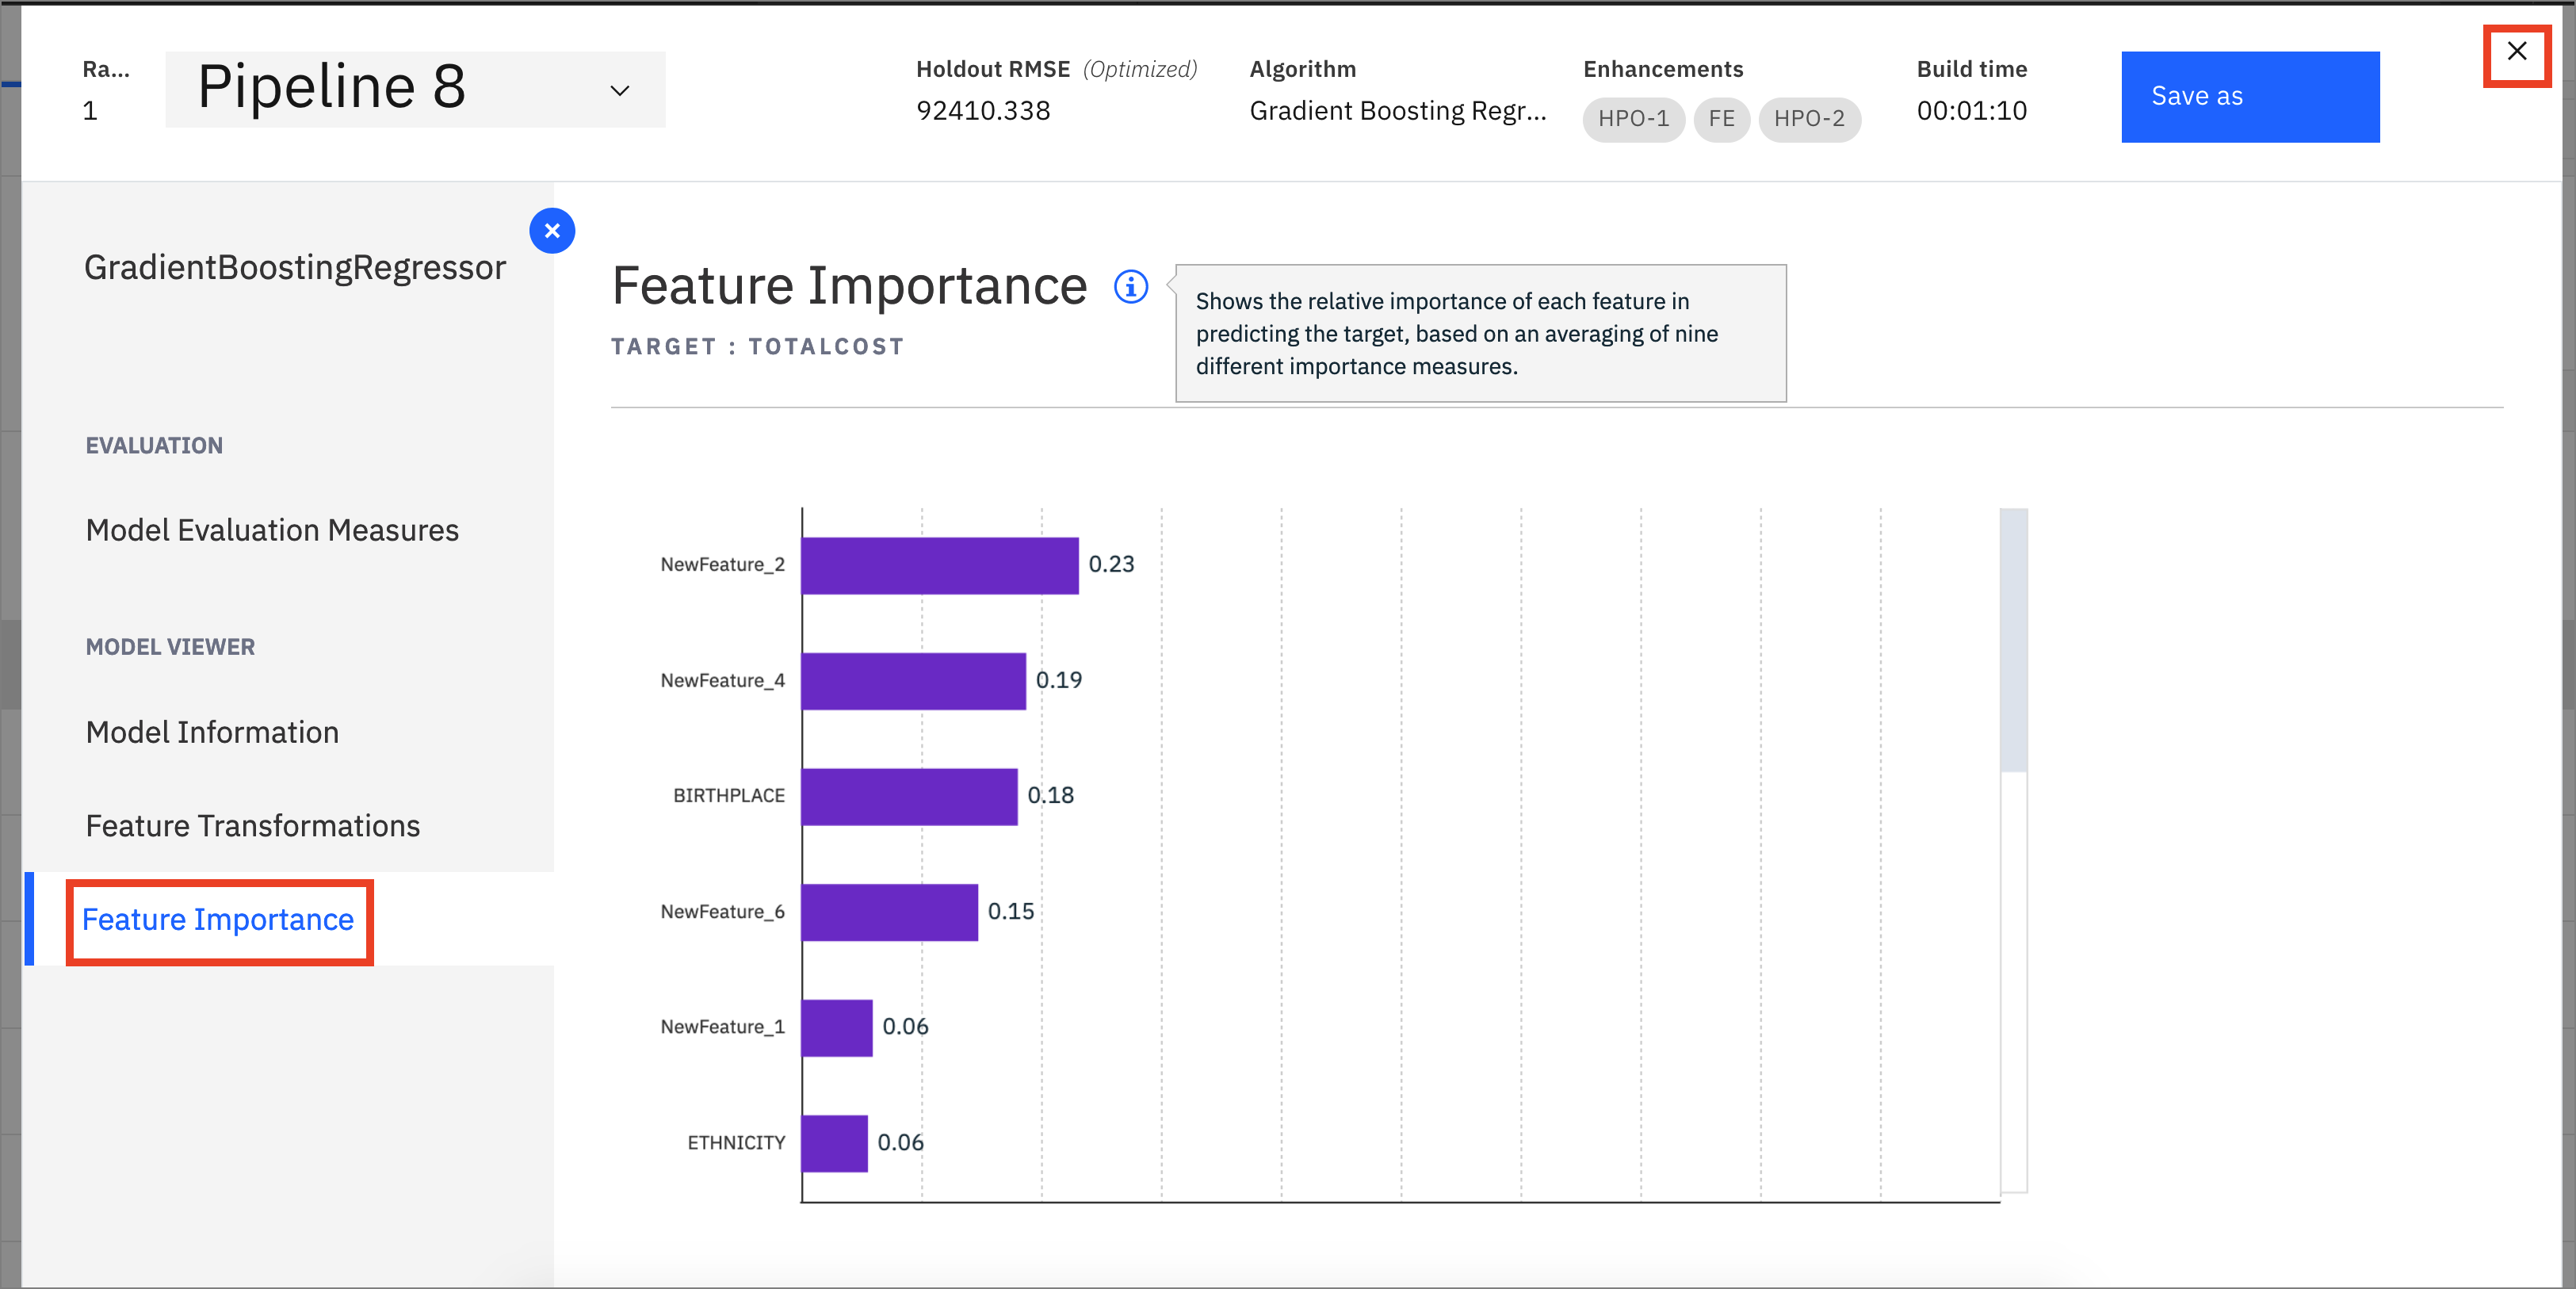 Ra...
1
Pipeline 8
Holdout RMSE (Optimized)
92410.338
Algorithm
Gradient Boosting Regr...
Enhancements
HPO-1 FE HPO-2
Build time
00:01:10
Save as
GradientBoostingRegressor
EVALUATION
Model Evaluation Measures
MODEL VIEWER
Model Information
Feature Transformations
Feature Importance
Feature Importance
TARGET : TOTALCOST
Shows the relative importance of each feature in
predicting the target, based on an averaging of nine
different importance measures.
NewFeature_2 0.23
NewFeature_4 0.19
BIRTHPLACE 0.18
NewFeature_6 0.15
NewFeature_1 0.06
ETHNICITY 0.06